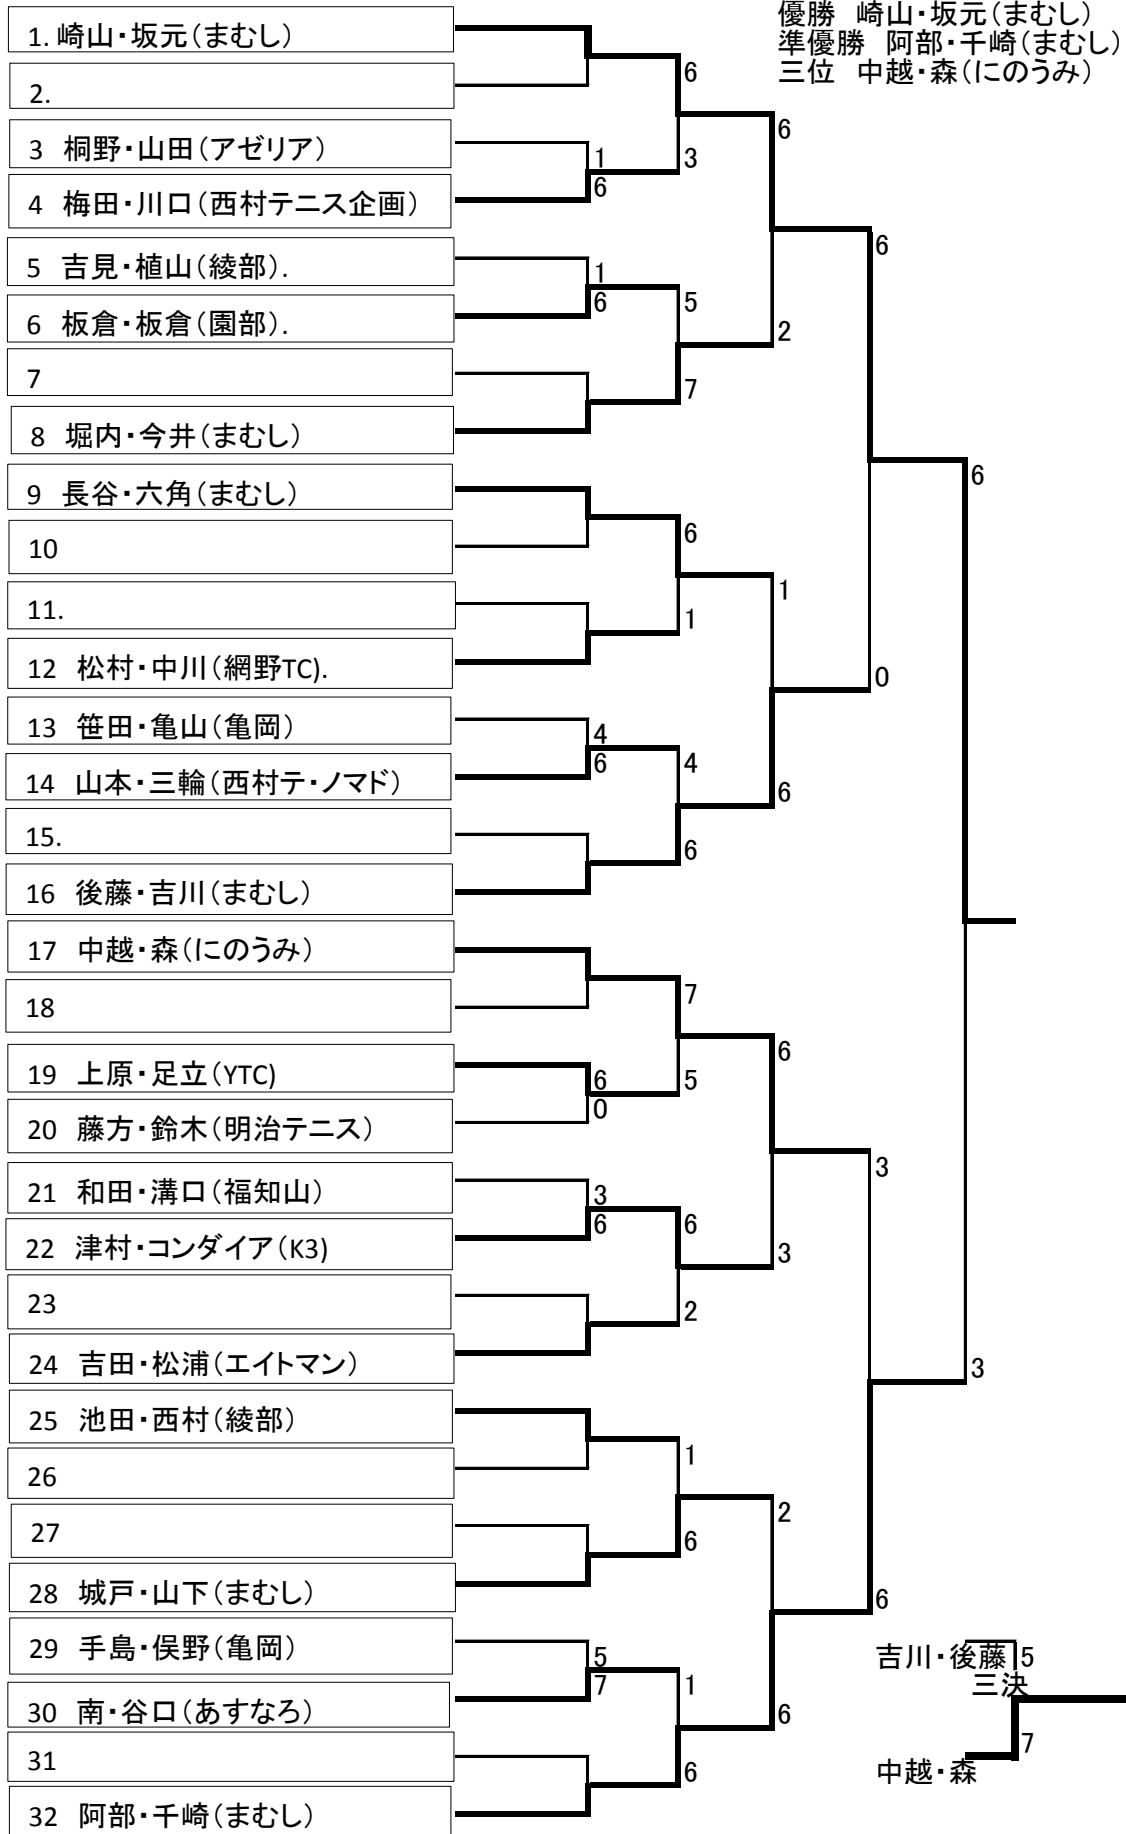 優勝 崎山・坂元(まむし)
準優勝 阿部・千崎(まむし)
三位 中越・森(にのうみ)
1. 崎山・坂元(まむし)
2.
3 桐野・山田(アゼリア)
4 梅田・川口(西村テニス企画)
5 吉見・植山(綾部).
6 板倉・板倉(園部).
7
8 堀内・今井(まむし)
9 長谷・六角(まむし)
10
11.
12 松村・中川(網野TC).
13 笹田・亀山(亀岡)
14 山本・三輪(西村テ・ノマド)
15.
16 後藤・吉川(まむし)
17 中越・森(にのうみ)
18
19 上原・足立(YTC)
20 藤方・鈴木(明治テニス)
21 和田・溝口(福知山)
22 津村・コンダイア(K3)
23
24 吉田・松浦(エイトマン)
25 池田・西村(綾部)
26
27
28 城戸・山下(まむし)
29 手島・俣野(亀岡)
30 南・谷口(あすなろ)
31
32 阿部・千崎(まむし)
1
6
1
6
4
6
6
0
3
6
5
7
6
3
5
7
6
1
4
6
7
5
6
2
1
6
1
6
6
2
1
6
6
3
2
6
6
0
3
6
6
3
吉川・後藤 5
三決
7
中越・森